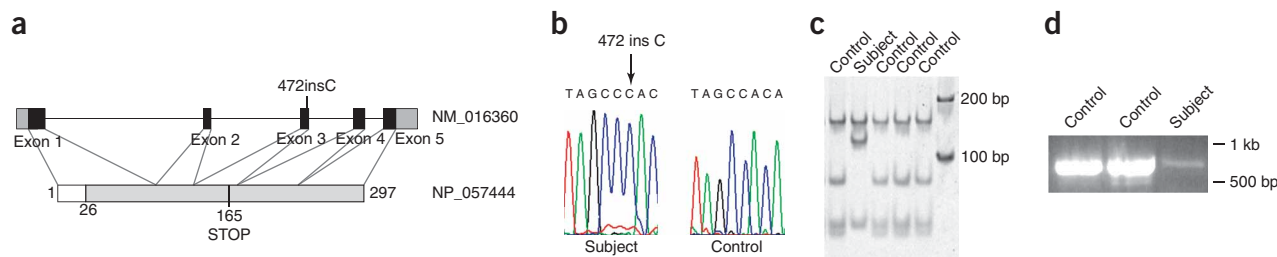 a
472insC
NM_016360
Exon 1
Exon 2
Exon 3
Exon 4
Exon 5
1
297
NP_057444
26
165
STOP
b
472 ins C
TAGCCCAC
TAGCCACA
Subject
Control
c
Control
Subject
Control
Control
Control
200 bp
100 bp
d
Control
Control
Subject
1 kb
500 bp